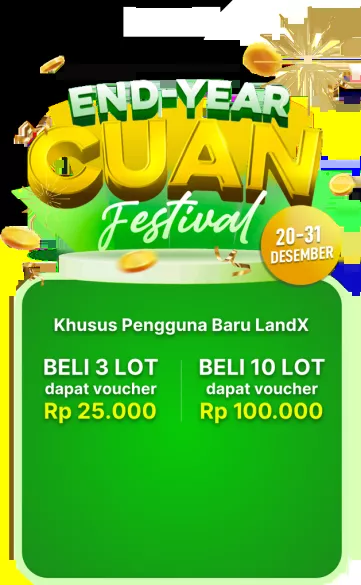 END-YEAR
CUAN
Festival
20-31
DESEMBER
Khusus Pengguna Baru LandX
BELI 3 LOT
dapat voucher
Rp 25.000
BELI 10 LOT
dapat voucher
Rp 100.000